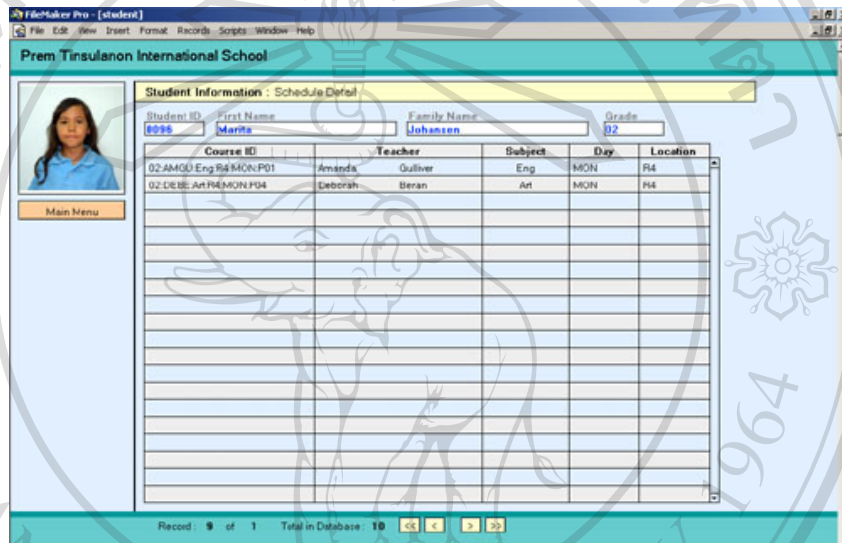 FileMaker Pro - [student]
File Edit View Insert Format Records Scripts Window Help
Prem Tinsulanon International School
Student Information : Schedule Detail
Student ID First Name Family Name Grade
8096 Marita Johansen 02
Course ID Teacher Subject Day Location
02:AMGU:Eng:R4:MON:P01 Amanda Gulliver Eng MON R4
02:DEBE:Art:R4:MON:P04 Deborah Beran Art MON R4
Main Menu
Record : 9 of 1 Total in Database : 10 << < > >>
1964